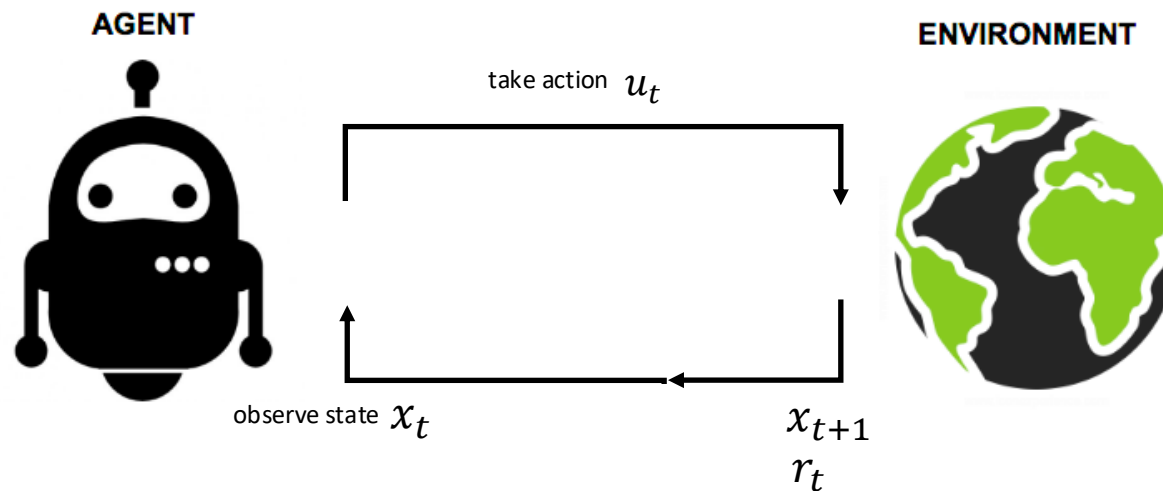 AGENT
ENVIRONMENT
take action u_t
observe state x_t
x_{t+1}
r_t